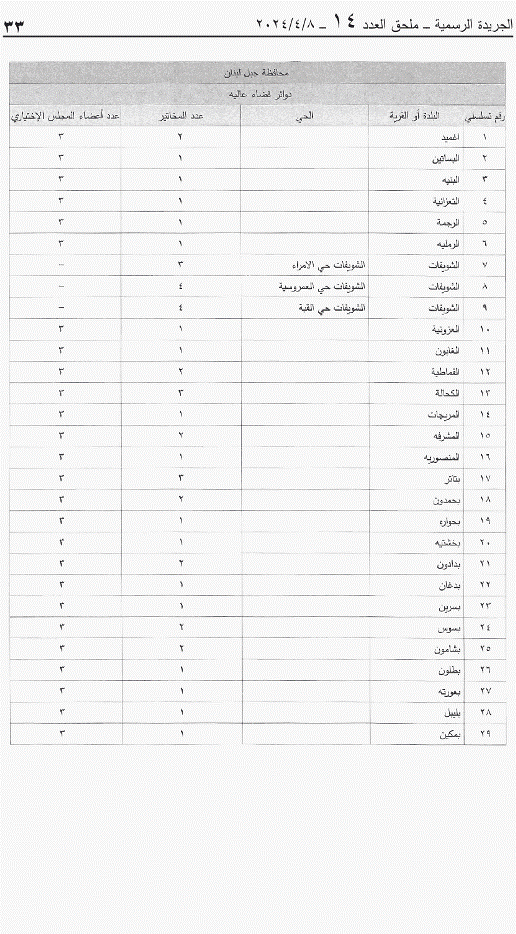 الجريدة الرسمية ــ ملحق العدد ١٤ ــ ٢٠٢٤/٤/٨ ٣٣
محافظة جبل لبنان
دوائر قضاء عاليه
رقم تسلسلي البلدة أو القرية الحي عدد المخاتير عدد أعضاء المجلس الإختياري
١ اغميد ٢ ٣
٢ البساتين ١ ٣
٣ البنيه ١ ٣
٤ التعزانية ١ ٣
٥ الرجمة ١ ٣
٦ الرمليه ١ ٣
٧ الشويفات الشويفات حي الامراء ٣ –
٨ الشويفات الشويفات حي العمروسية ٤ –
٩ الشويفات الشويفات حي القبة ٤ –
١٠ العزونية ١ ٣
١١ الغابون ١ ٣
١٢ القماطية ٢ ٣
١٣ الكحالة ٣ ٣
١٤ المريجات ١ ٣
١٥ المشرفه ٢ ٣
١٦ المنصوريه ١ ٣
١٧ بتاتر ٣ ٣
١٨ بحمدون ٢ ٣
١٩ بحواره ١ ٣
٢٠ بخشتيه ١ ٣
٢١ بدادون ٢ ٣
٢٢ بدغان ١ ٣
٢٣ بسرين ١ ٣
٢٤ بسوس ٢ ٣
٢٥ بشامون ٢ ٣
٢٦ بطلون ١ ٣
٢٧ بعورته ١ ٣
٢٨ بليبل ١ ٣
٢٩ بمكين ١ ٣